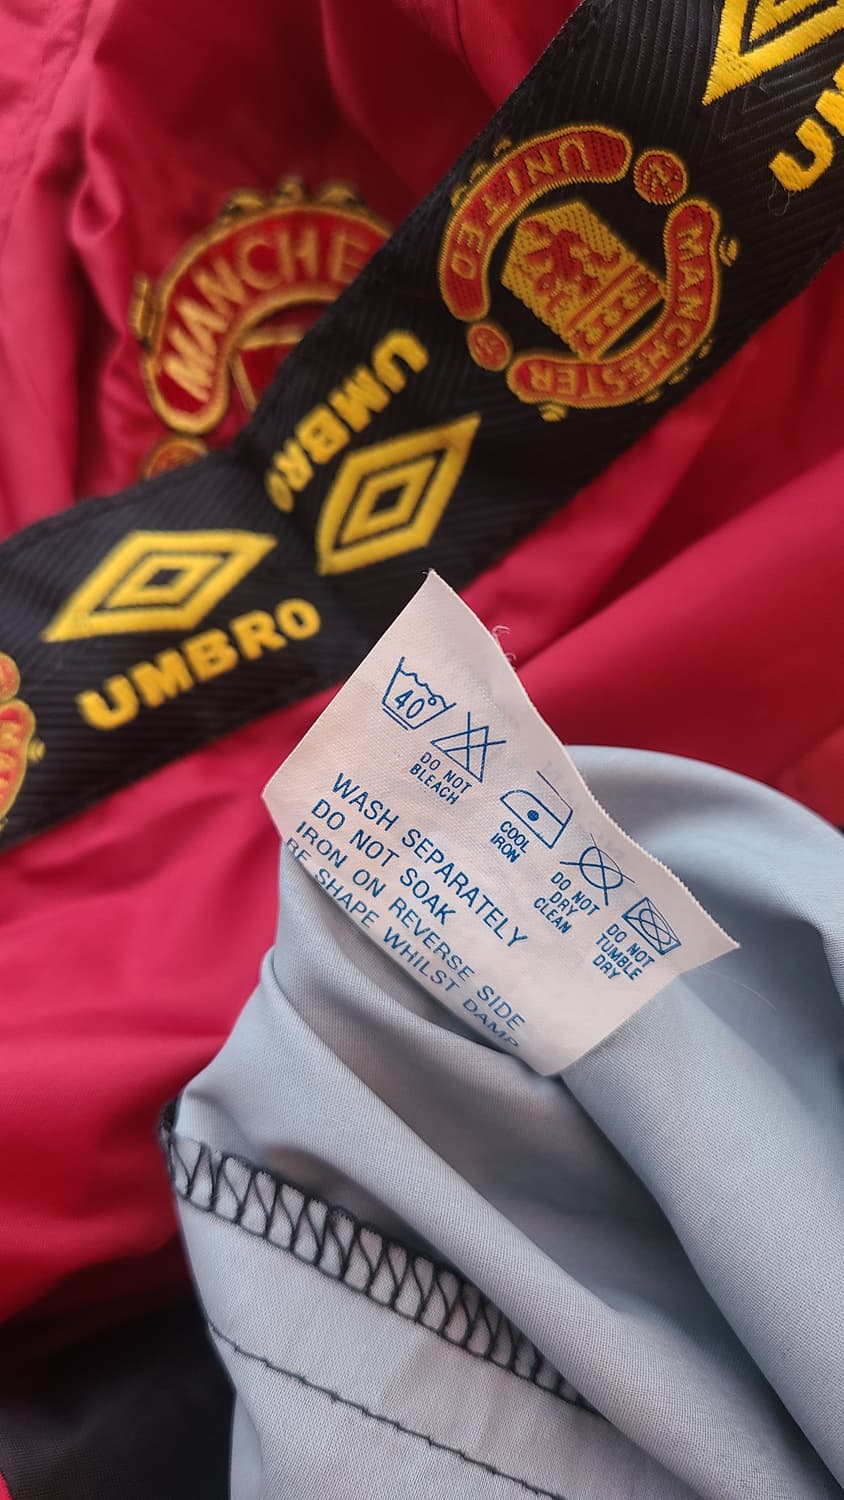 UNITED
MANCHESTER
MANCHE
UMBRO
UMBRO
40
DO NOT
BLEACH
COOL
IRON
DO NOT
DRY
CLEAN
DO NOT
TUMBLE
DRY
WASH SEPARATELY
DO NOT SOAK
IRON ON REVERSE SIDE
RE SHAPE WHILST DAMP